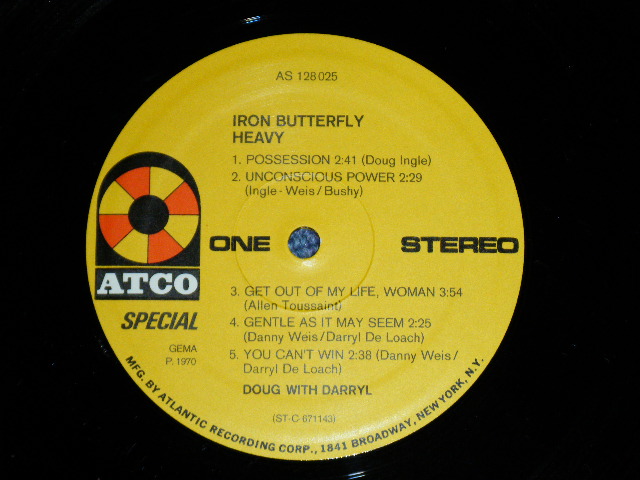 AS 128025
IRON BUTTERFLY
HEAVY
1. POSSESSION 2:41 (Doug Ingle)
2. UNCONSCIOUS POWER 2:29
(Ingle - Weis / Bushy)
ONE
STEREO
ATCO
SPECIAL
GEMA
P. 1970
3. GET OUT OF MY LIFE, WOMAN 3:54
(Allen Toussaint)
4. GENTLE AS IT MAY SEEM 2:25
(Danny Weis/Darryl De Loach)
5. YOU CAN'T WIN 2:38 (Danny Weis/
Darryl De Loach)
DOUG WITH DARRYL
(ST-C 671143)
MFG. BY ATLANTIC RECORDING CORP., 1841 BROADWAY, NEW YORK, N.Y.